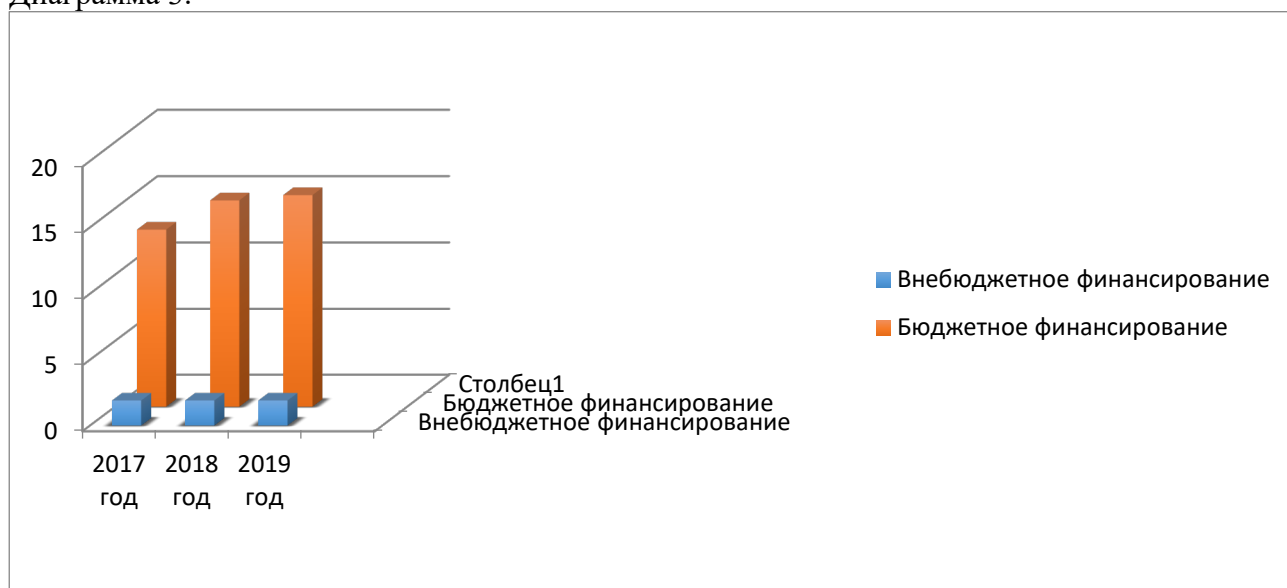 Диаграмма 3.
20
15
10
5
0
Столбец1
Бюджетное финансирование
Внебюджетное финансирование
2017 год
2018 год
2019 год
Внебюджетное финансирование
Бюджетное финансирование